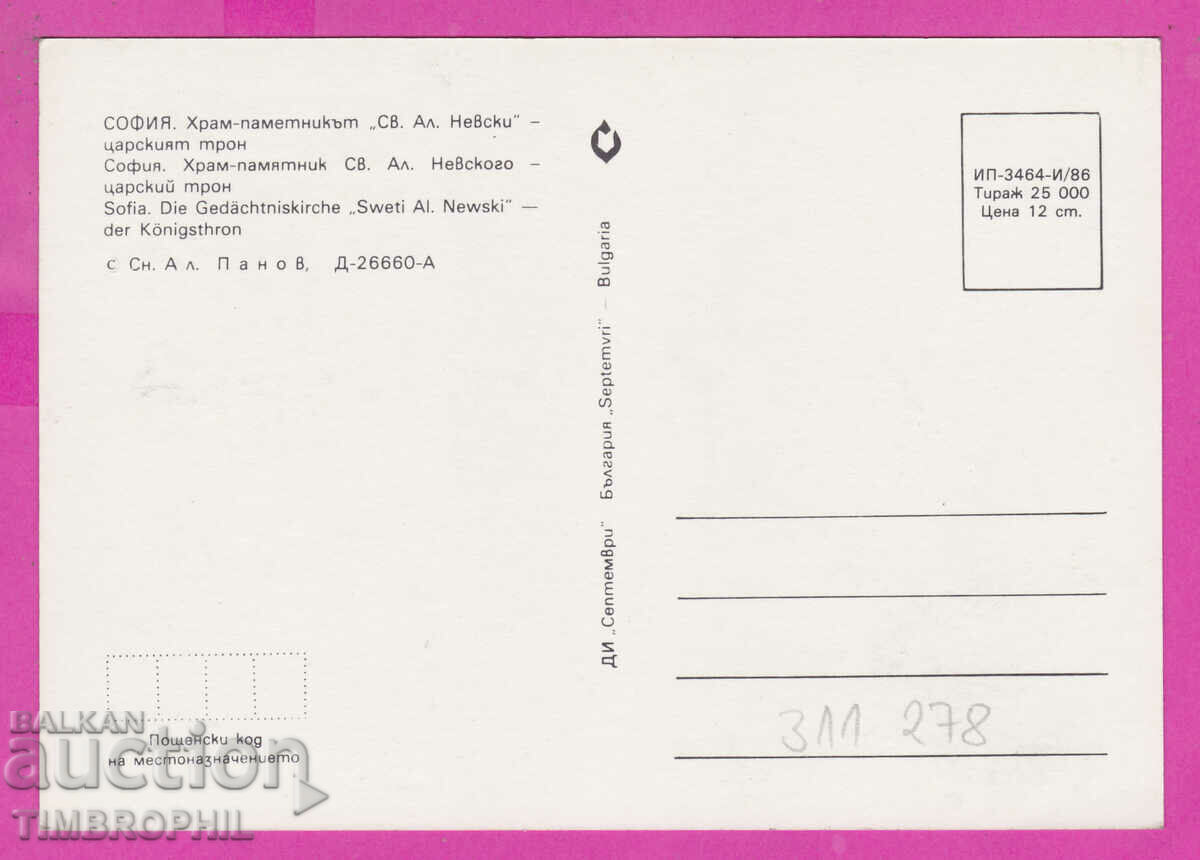 СОФИЯ. Храм-паметникът „Св. Ал. Невски" –
царският трон
София. Храм-памятник Св. Ал. Невского –
царский трон
Sofia. Die Gedächtniskirche „Sweti Al. Newski" —
der Königsthron
с Сн. Ал. Панов, Д-26660-А
ДИ „Септември" България „Septemvri" – Bulgaria
ИП-3464-И/86
Тираж 25 000
Цена 12 ст.
311 278
Пощенски код
на местоназначението
BALKAN
auction
TIMBROPHIL